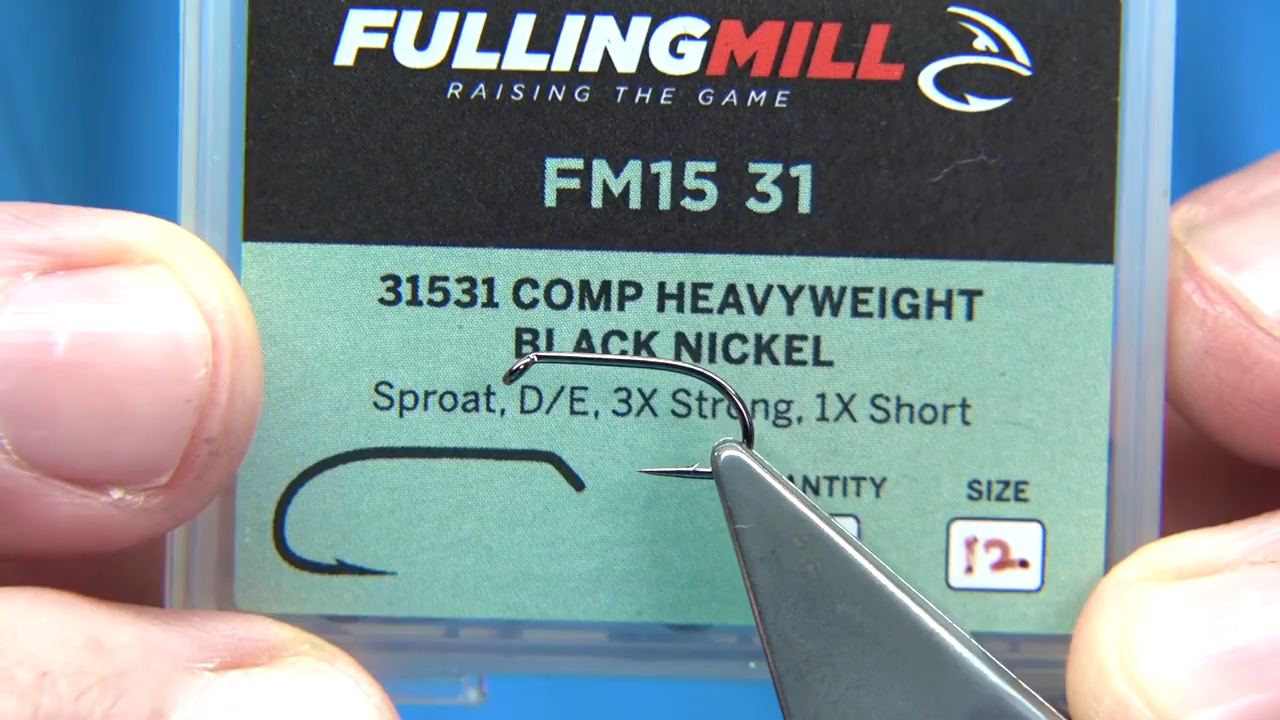 FULLINGMILL
RAISING THE GAME
FM15 31
31531 COMP HEAVYWEIGHT
BLACK NICKEL
Sproat, D/E, 3X Strong, 1X Short
SIZE
12.